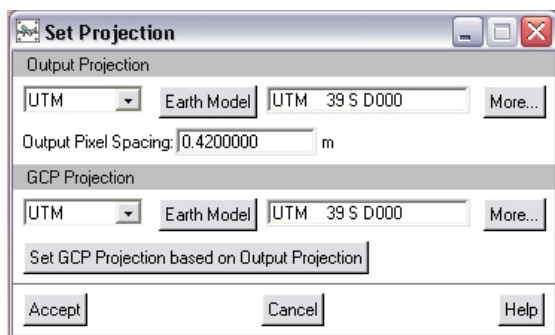 Set Projection
Output Projection
UTM Earth Model UTM 39 S D000 More...
Output Pixel Spacing: 0.4200000 m
GCP Projection
UTM Earth Model UTM 39 S D000 More...
Set GCP Projection based on Output Projection
Accept Cancel Help